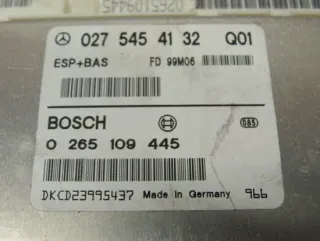 0265109445
027 545 41 32 Q01
ESP+BAS FD 99M06
BOSCH
0 265 109 445
DKCD23995437 Made in Germany 966